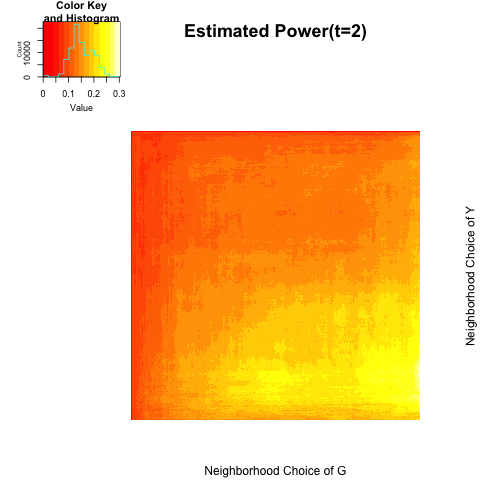 Color Key
and Histogram
Estimated Power(t=2)
Count
0 10000
0 0.1 0.2 0.3
Value
Neighborhood Choice of Y
Neighborhood Choice of G